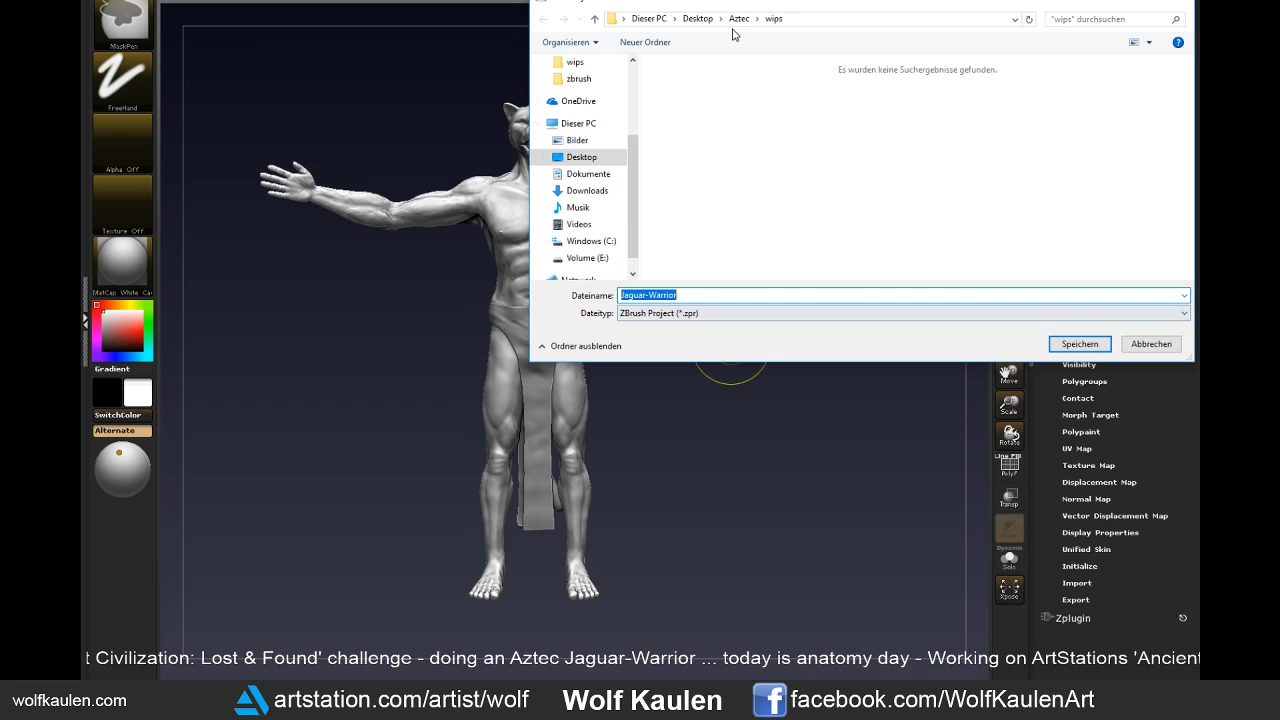 Dieser PC > Desktop > Aztec > wips
"wips" durchsuchen
Organisieren
Neuer Ordner
wips
zbrush
OneDrive
Dieser PC
Bilder
Desktop
Dokumente
Downloads
Musik
Videos
Windows (C:)
Volume (E:)
Es wurden keine Suchergebnisse gefunden.
Dateiname: Jaguar-Warrior
Dateityp: ZBrush Project (*.zpr)
Ordner ausblenden
Speichern
Abbrechen
MaskPen
FreeHand
Alpha Off
Texture Off
MatCap White Ca
Gradient
SwitchColor
Alternate
Move
Scale
Rotate
Line Fill
PolyF
Transp
Dynamic
Solo
Xpose
Visibility
Polygroups
Contact
Morph Target
Polypaint
UV Map
Texture Map
Displacement Map
Normal Map
Vector Displacement Map
Display Properties
Unified Skin
Initialize
Import
Export
Zplugin
t Civilization: Lost & Found' challenge - doing an Aztec Jaguar-Warrior ... today is anatomy day - Working on ArtStations 'Ancient
wolfkaulen.com
artstation.com/artist/wolf
Wolf Kaulen
facebook.com/WolfKaulenArt